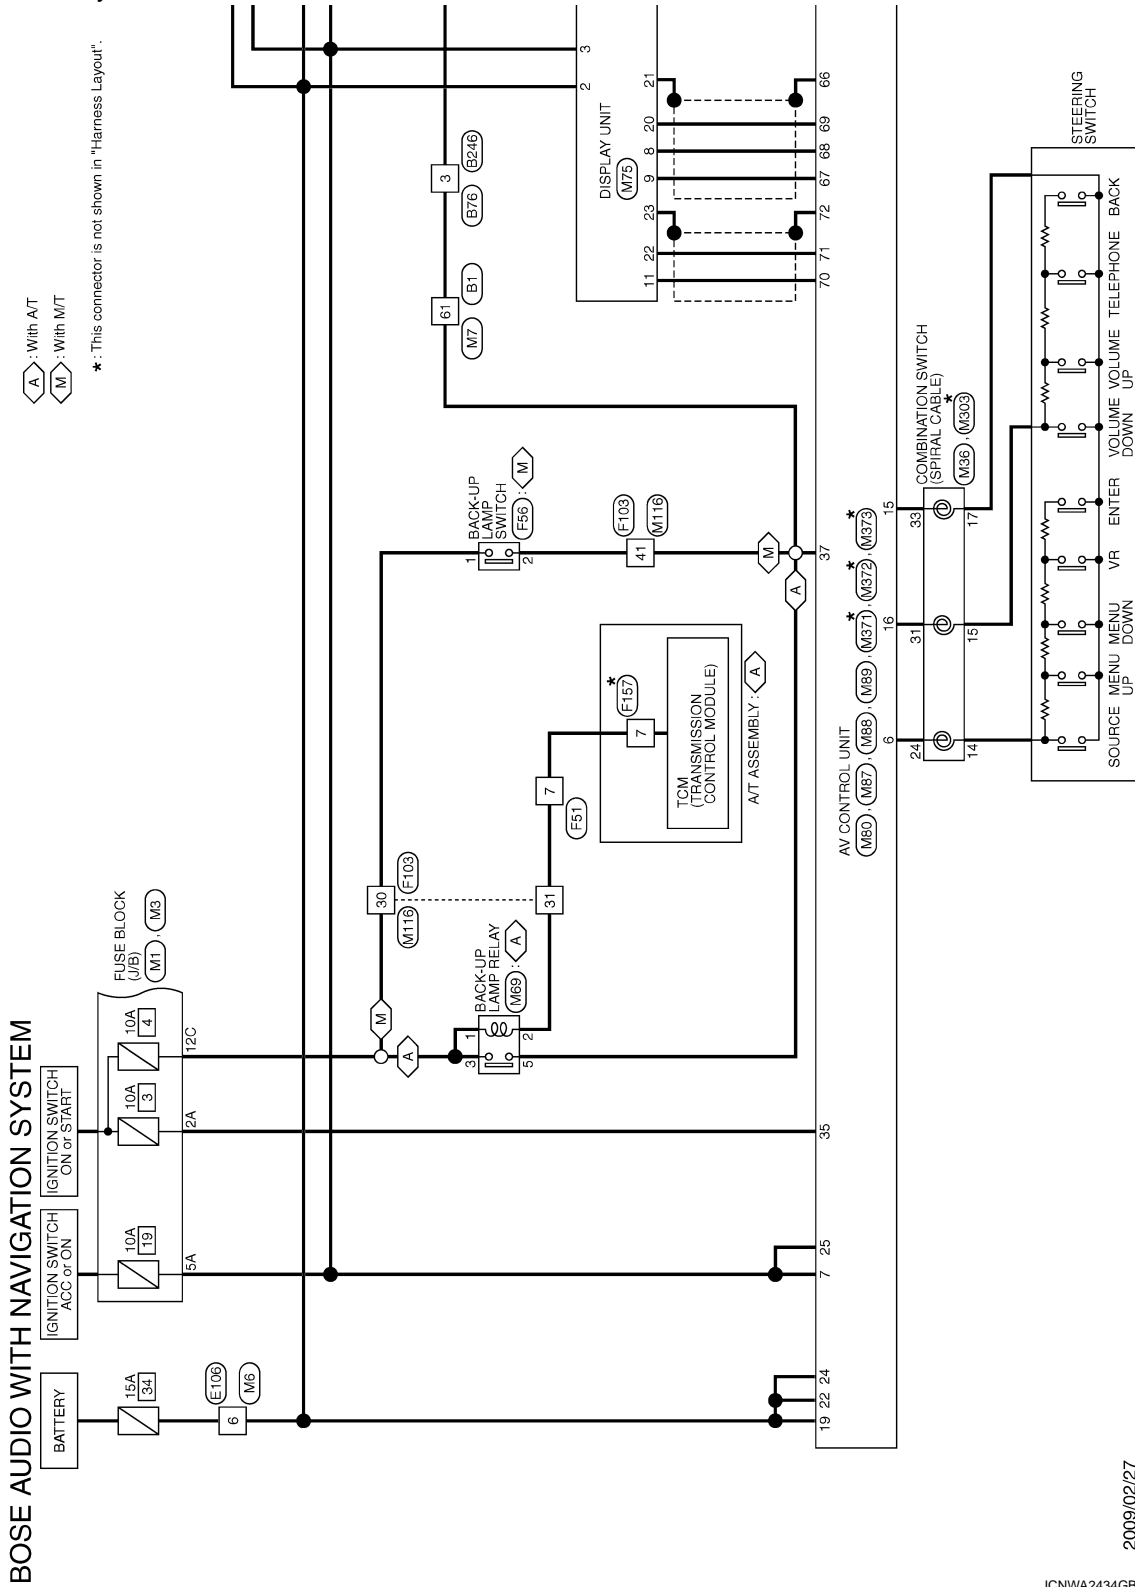 BOSE AUDIO WITH NAVIGATION SYSTEM
A : With A/T
M : With M/T
* : This connector is not shown in "Harness Layout".
BATTERY
15A
34
E106
6
M6
IGNITION SWITCH
ACC or ON
10A
19
5A
IGNITION SWITCH
ON or START
10A
3
2A
10A
4
12C
FUSE BLOCK
(J/B)
M1 , M3
M
A
30
M116
F103
31
BACK-UP
LAMP RELAY
M69 : A
1
3
2
5
7
F51
F157 *
7
TCM
(TRANSMISSION
CONTROL MODULE)
A/T ASSEMBLY : A
BACK-UP
LAMP
SWITCH
F56 : M
1
2
F103
41
M116
M
A
61
M7
B1
3
B76
B246
DISPLAY UNIT
M75
2
3
11
22
23
9
8
20
21
70
71
72
67
68
69
66
19
22
24
7
25
35
37
AV CONTROL UNIT
M80 , M87 , M88 , M89 , M371 * , M372 * , M373 *
6
16
15
24
31
33
14
15
17
COMBINATION SWITCH
(SPIRAL CABLE)
M36 , M303 *
STEERING
SWITCH
SOURCE
MENU
UP
MENU
DOWN
VR
ENTER
VOLUME
DOWN
VOLUME
UP
TELEPHONE
BACK
2009/02/27
JCNWA2434GB